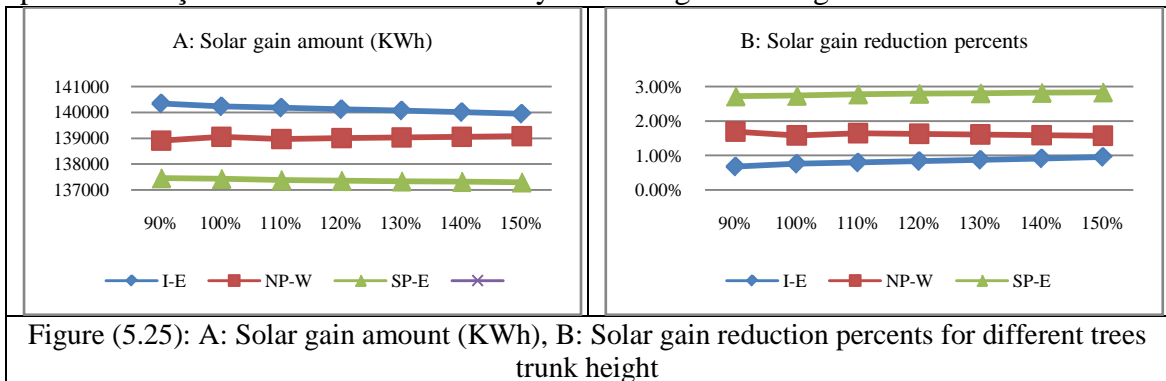 A: Solar gain amount (KWh)
141000
140000
139000
138000
137000
90% 100% 110% 120% 130% 140% 150%
I-E NP-W SP-E
B: Solar gain reduction percents
3.00%
2.00%
1.00%
0.00%
90% 100% 110% 120% 130% 140% 150%
I-E NP-W SP-E
Figure (5.25): A: Solar gain amount (KWh), B: Solar gain reduction percents for different trees
trunk height